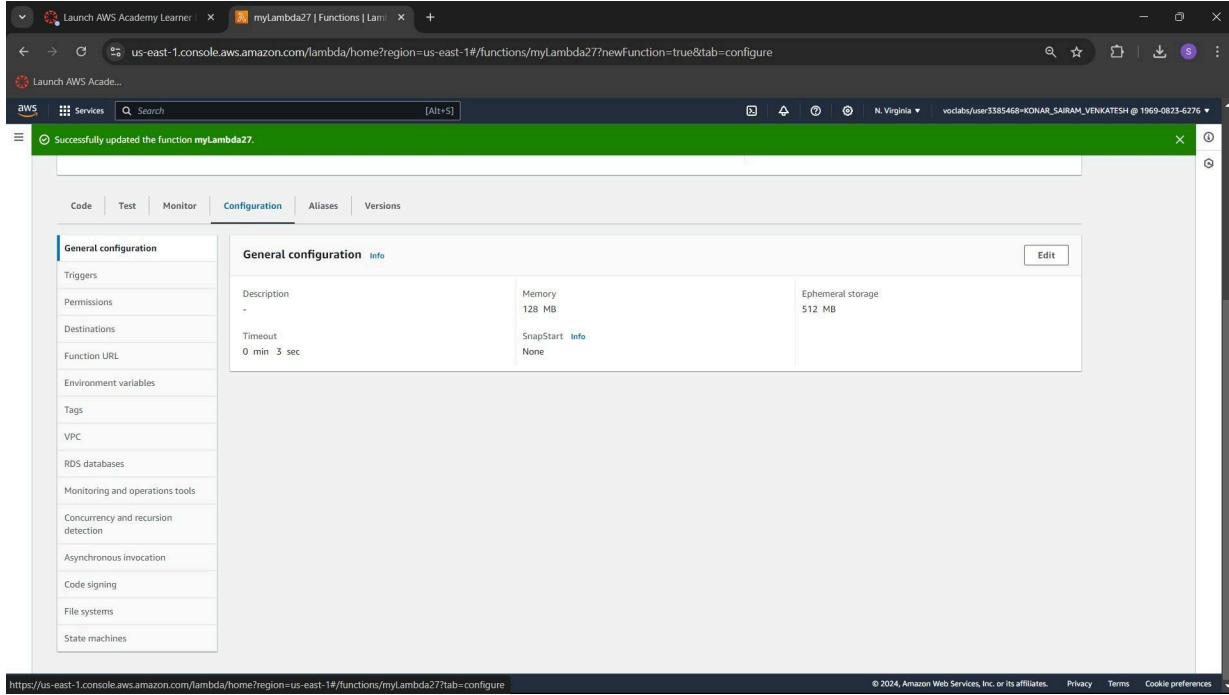 Launch AWS Academy Learner
myLambda27 | Functions | Lam
us-east-1.console.aws.amazon.com/lambda/home?region=us-east-1#/functions/myLambda27?newFunction=true&tab=configure
S
Launch AWS Acade...
aws Services Search [Alt+S] N. Virginia voclabs/user3385468=KONAR_SAIRAM_VENKATESH @ 1969-0823-6276
Successfully updated the function myLambda27.
Code Test Monitor Configuration Aliases Versions
General configuration
Triggers
Permissions
Destinations
Function URL
Environment variables
Tags
VPC
RDS databases
Monitoring and operations tools
Concurrency and recursion
detection
Asynchronous invocation
Code signing
File systems
State machines
General configuration Info
Edit
Description
-
Timeout
0 min 3 sec
Memory
128 MB
SnapStart Info
None
Ephemeral storage
512 MB
https://us-east-1.console.aws.amazon.com/lambda/home?region=us-east-1#/functions/myLambda27?tab=configure
© 2024, Amazon Web Services, Inc. or its affiliates. Privacy Terms Cookie preferences